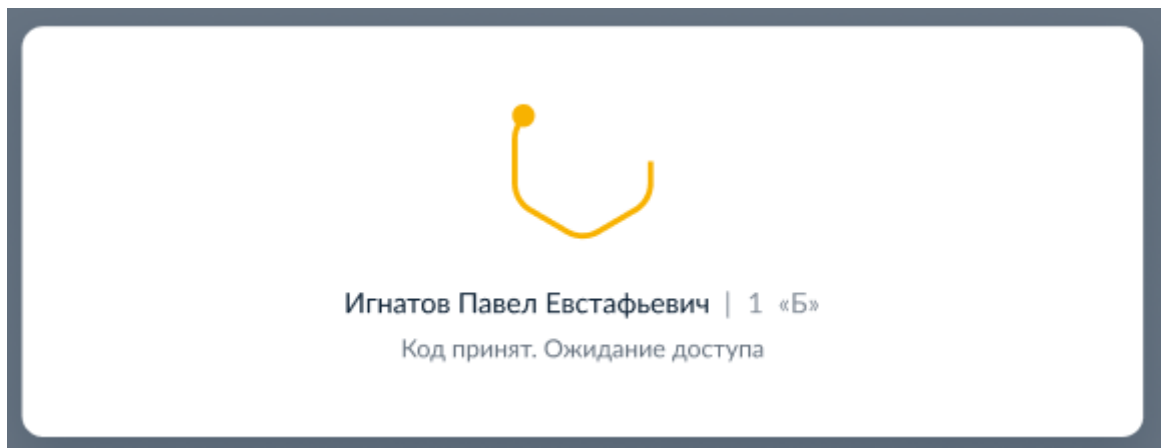 Игнатов Павел Евстафьевич | 1 «Б»
Код принят. Ожидание доступа